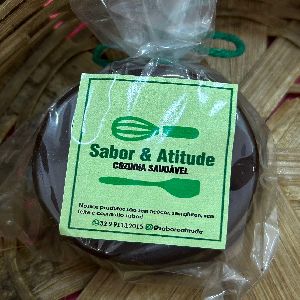 Sabor & Atitude
COZINHA SAUDÁVEL
Nossos produtos são sem açúcar, sem glúten, sem
leite e cheios de sabor!
@saboreatitude